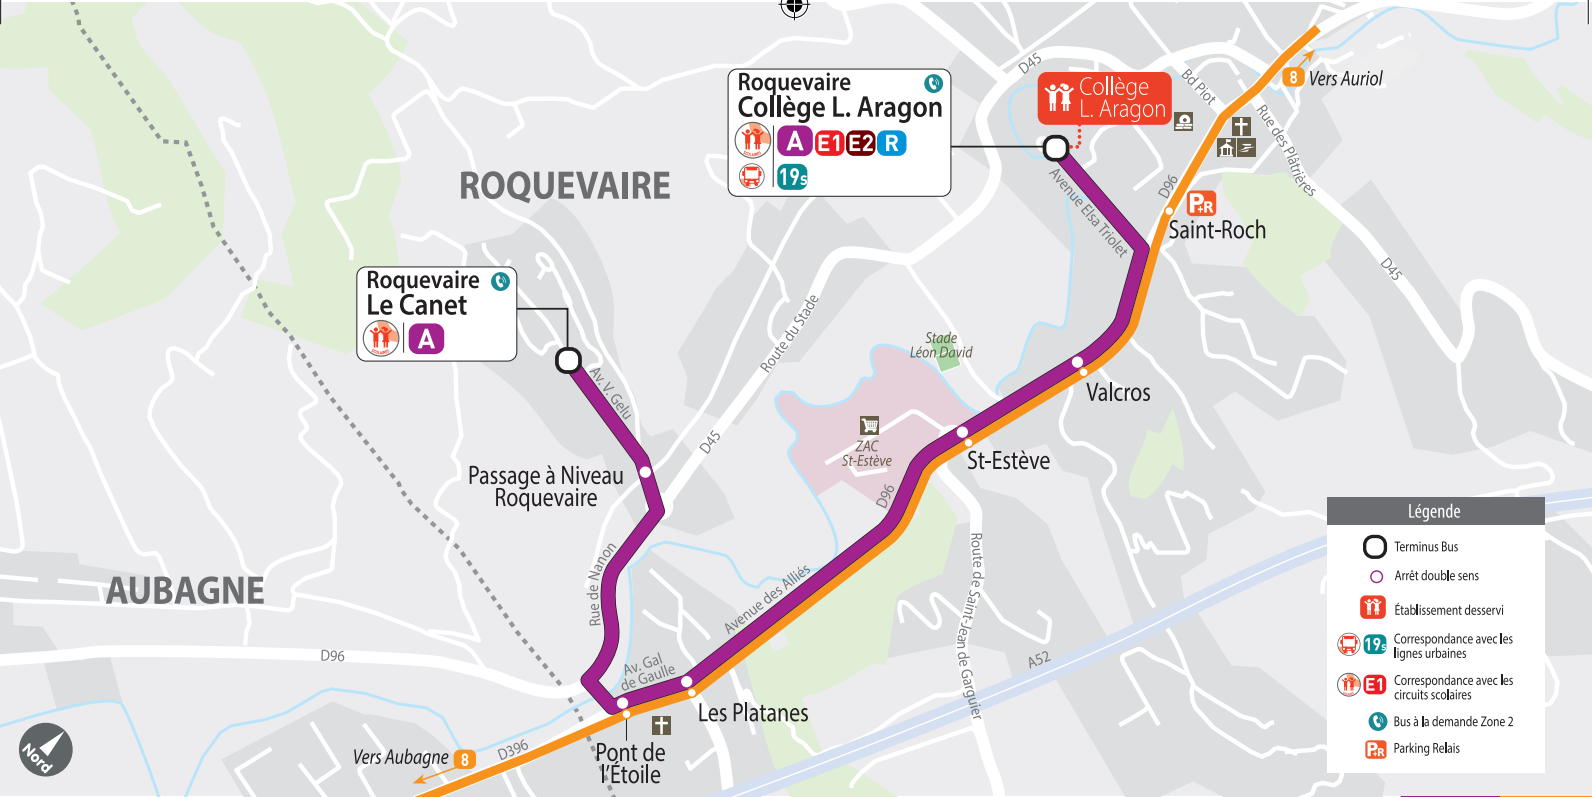 D45
Bd Piot
8 Vers Auriol
Roquevaire
Collège L. Aragon
SCOLAIRES
A E1 E2 R
19s
Collège
L. Aragon
Rue des Plâtrières
ROQUEVAIRE
Avenue Elsa Triolet
D96
P+R
Saint-Roch
D45
Roquevaire
Le Canet
SCOLAIRES
A
Route du Stade
Stade
Léon David
Av. V. Gelu
Valcros
D45
ZAC
St-Estève
St-Estève
Passage à Niveau
Roquevaire
D96
Rue de Nanon
Avenue des Alliés
Route de Saint-Jean de Garguier
AUBAGNE
D96
A52
Av. Gal
de Gaulle
Les Platanes
Pont de
l'Étoile
D396
Vers Aubagne 8
Nord
Légende
Terminus Bus
Arrêt double sens
Établissement desservi
19s Correspondance avec les
lignes urbaines
E1 Correspondance avec les
circuits scolaires
Bus à la demande Zone 2
P+R Parking Relais